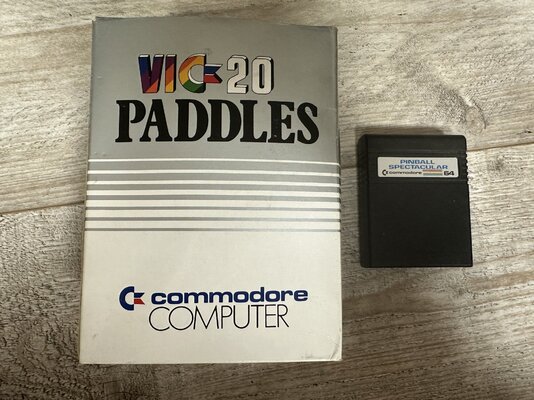 VIC-20
PADDLES
commodore
COMPUTER
PINBALL
SPECTACULAR
commodore 64